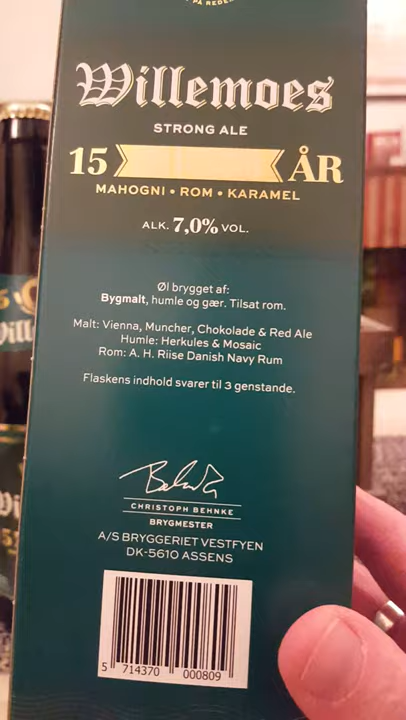 PÅ REDE
Willemoes
STRONG ALE
15 ÅR
MAHOGNI • ROM • KARAMEL
ALK. 7,0% VOL.
Øl brygget af:
Bygmalt, humle og gær. Tilsat rom.
Malt: Vienna, Muncher, Chokolade & Red Ale
Humle: Herkules & Mosaic
Rom: A. H. Riise Danish Navy Rum
Flaskens indhold svarer til 3 genstande.
CHRISTOPH BEHNKE
BRYGMESTER
A/S BRYGGERIET VESTFYEN
DK-5610 ASSENS
5 714370 000809